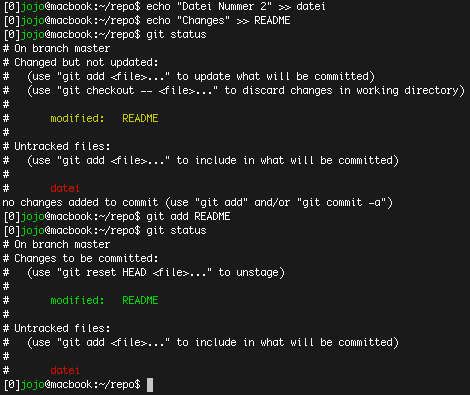 [0]jojo@macbook:~/repo$ echo "Datei Nummer 2" >> datei
[0]jojo@macbook:~/repo$ echo "Changes" >> README
[0]jojo@macbook:~/repo$ git status
# On branch master
# Changed but not updated:
#   (use "git add <file>..." to update what will be committed)
#   (use "git checkout -- <file>..." to discard changes in working directory)
#
#       modified:   README
#
# Untracked files:
#   (use "git add <file>..." to include in what will be committed)
#
#       datei
no changes added to commit (use "git add" and/or "git commit -a")
[0]jojo@macbook:~/repo$ git add README
[0]jojo@macbook:~/repo$ git status
# On branch master
# Changes to be committed:
#   (use "git reset HEAD <file>..." to unstage)
#
#       modified:   README
#
# Untracked files:
#   (use "git add <file>..." to include in what will be committed)
#
#       datei
[0]jojo@macbook:~/repo$